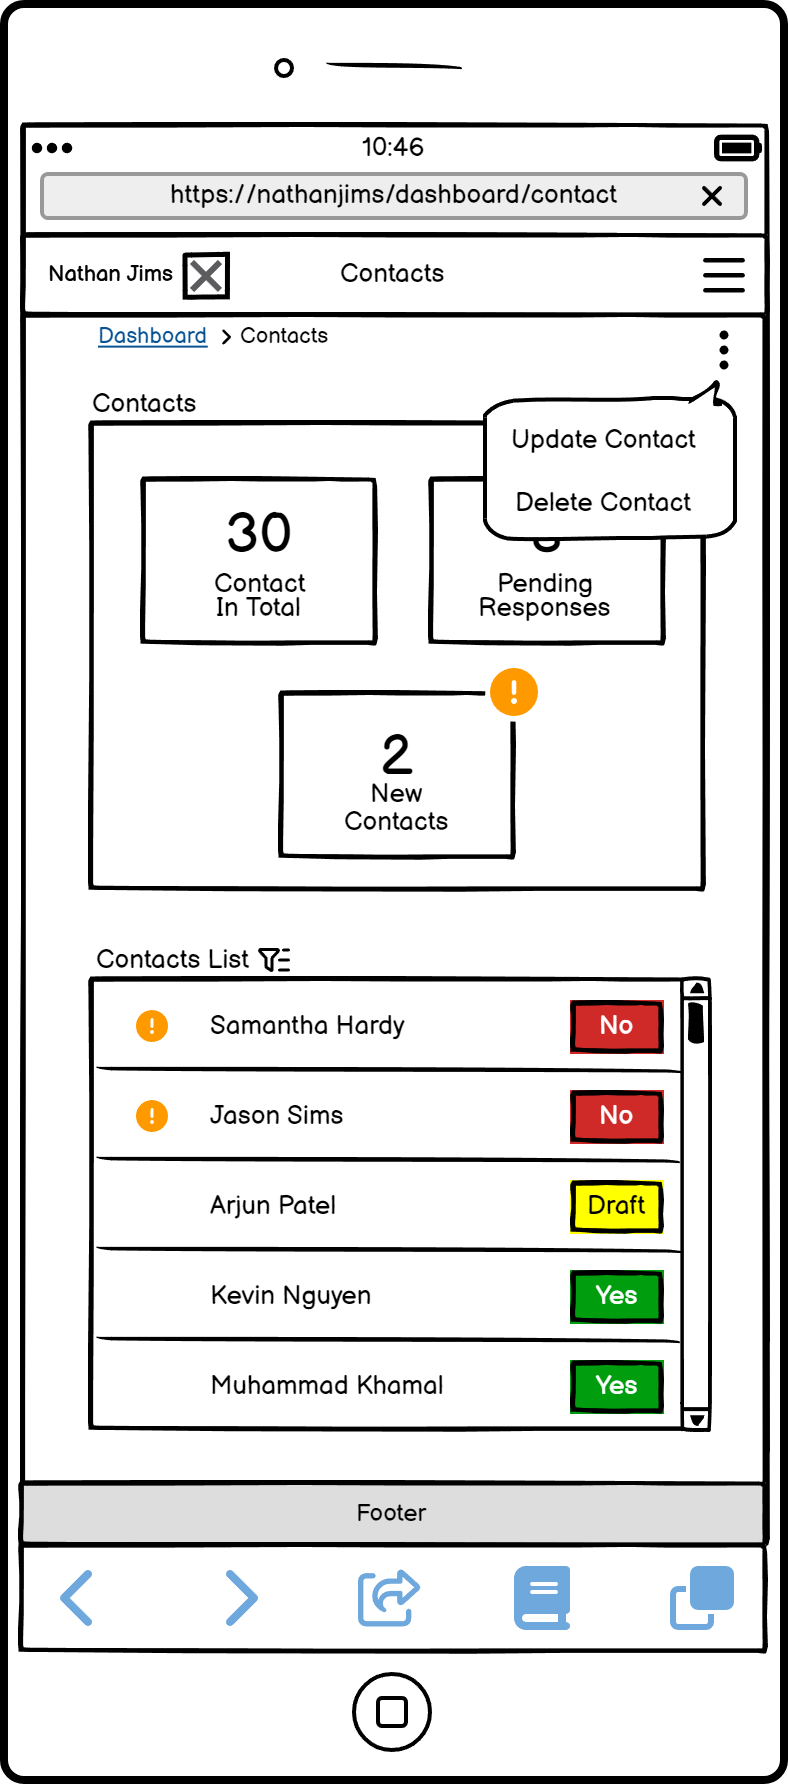 10:46
https://nathanjims/dashboard/contact
Nathan Jims
Contacts
Dashboard > Contacts
Contacts
Update Contact
Delete Contact
30
Contact
In Total
Pending
Responses
2
New
Contacts
Contacts List
Samantha Hardy No
Jason Sims No
Arjun Patel Draft
Kevin Nguyen Yes
Muhammad Khamal Yes
Footer